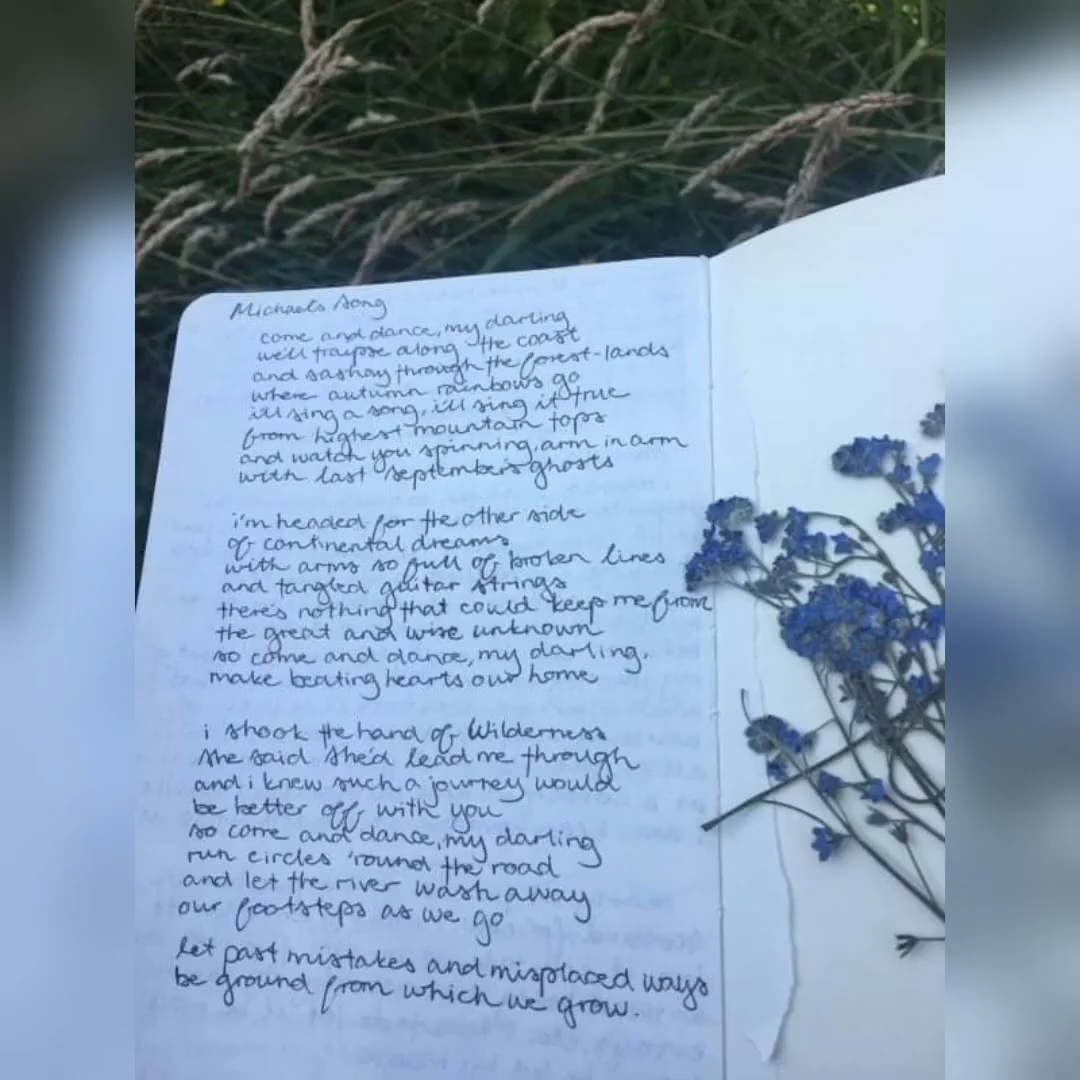 Michael's Song
come and dance, my darling
we'll traipse along the coast
and sashay through the forest-lands
where autumn rainbows go
i'll sing a song, i'll sing it true
from highest mountain tops
and watch you spinning, arm in arm
with last september's ghosts
i'm headed for the other side
of continental dreams
with arms so full of broken lines
and tangled guitar strings
there's nothing that could keep me from
the great and wise unknown
so come and dance, my darling,
make beating hearts our home
i shook the hand of Wilderness
she said she'd lead me through
and i knew such a journey would
be better off with you
so come and dance, my darling
run circles 'round the road
and let the river wash away
our footsteps as we go
let past mistakes and misplaced ways
be ground from which we grow.